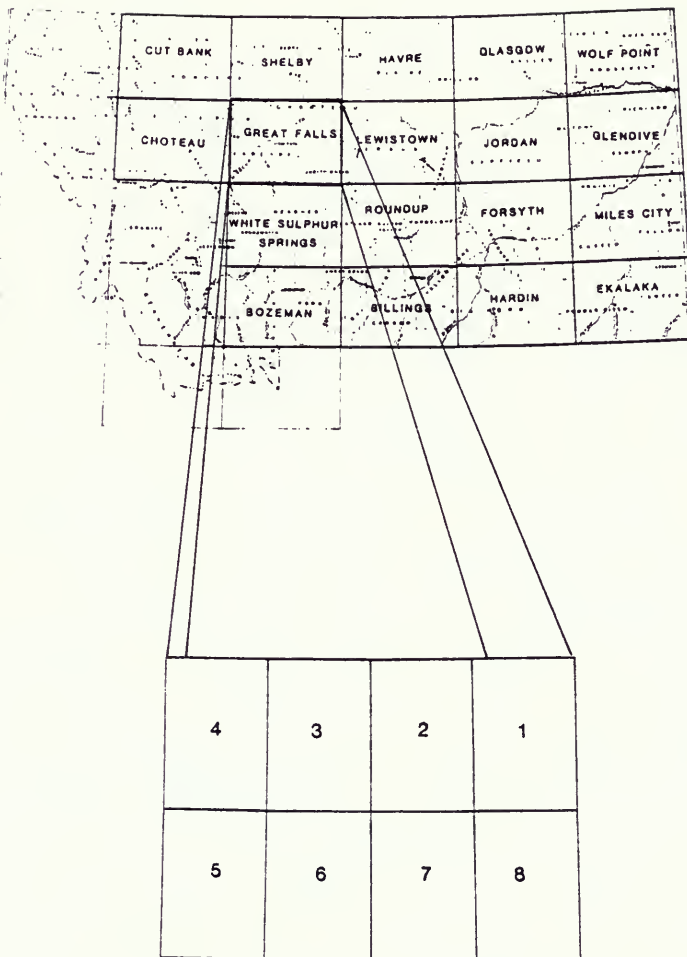 CUT BANK
SHELBY
HAVRE
GLASGOW
WOLF POINT
CHOTEAU
GREAT FALLS
LEWISTOWN
JORDAN
GLENDIVE
WHITE SULPHUR
SPRINGS
ROUNDUP
FORSYTH
MILES CITY
BOZEMAN
BILLINGS
HARDIN
EKALAKA
4 3 2 1
5 6 7 8